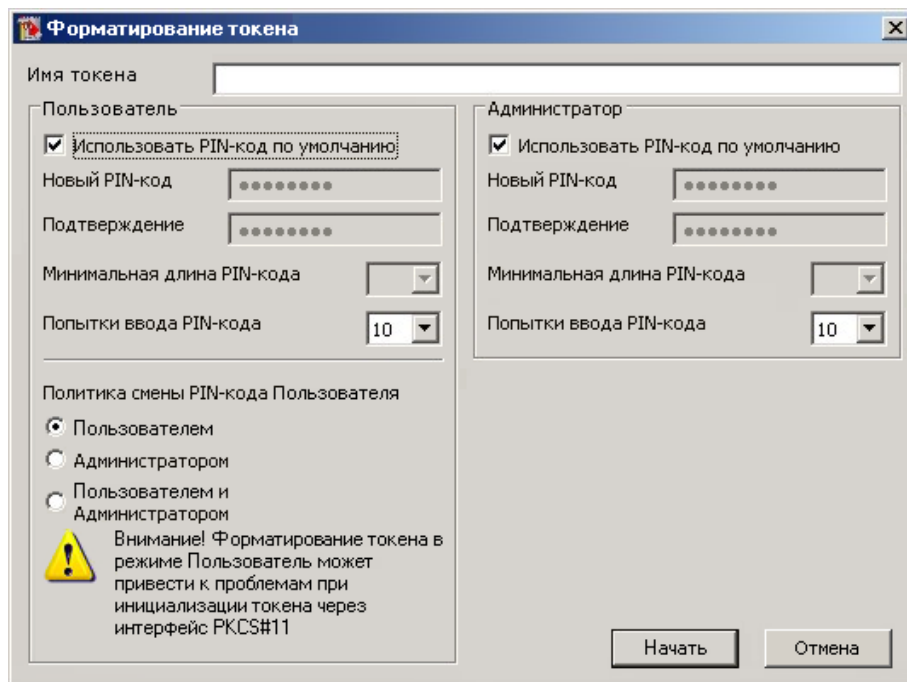 Форматирование токена
Имя токена
Пользователь
Использовать PIN-код по умолчанию
Новый PIN-код
Подтверждение
Минимальная длина PIN-кода
Попытки ввода PIN-кода
10
Политика смены PIN-кода Пользователя
Пользователем
Администратором
Пользователем и
Администратором
Внимание! Форматирование токена в
режиме Пользователь может
привести к проблемам при
инициализации токена через
интерфейс PKCS#11
Администратор
Использовать PIN-код по умолчанию
Новый PIN-код
Подтверждение
Минимальная длина PIN-кода
Попытки ввода PIN-кода
10
Начать
Отмена